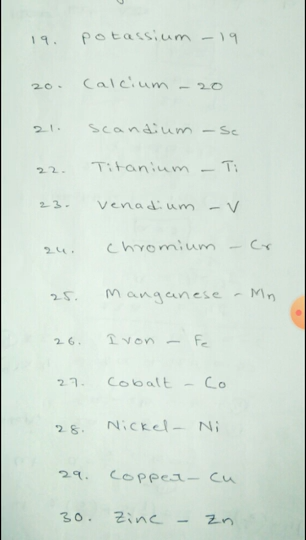 19. Potassium - 19
20. Calcium - 20
21. Scandium - Sc
22. Titanium - Ti
23. Venadium - V
24. Chromium - Cr
25. Manganese - Mn
26. Iron - Fe
27. Cobalt - Co
28. Nickel - Ni
29. Copper - Cu
30. Zinc - Zn